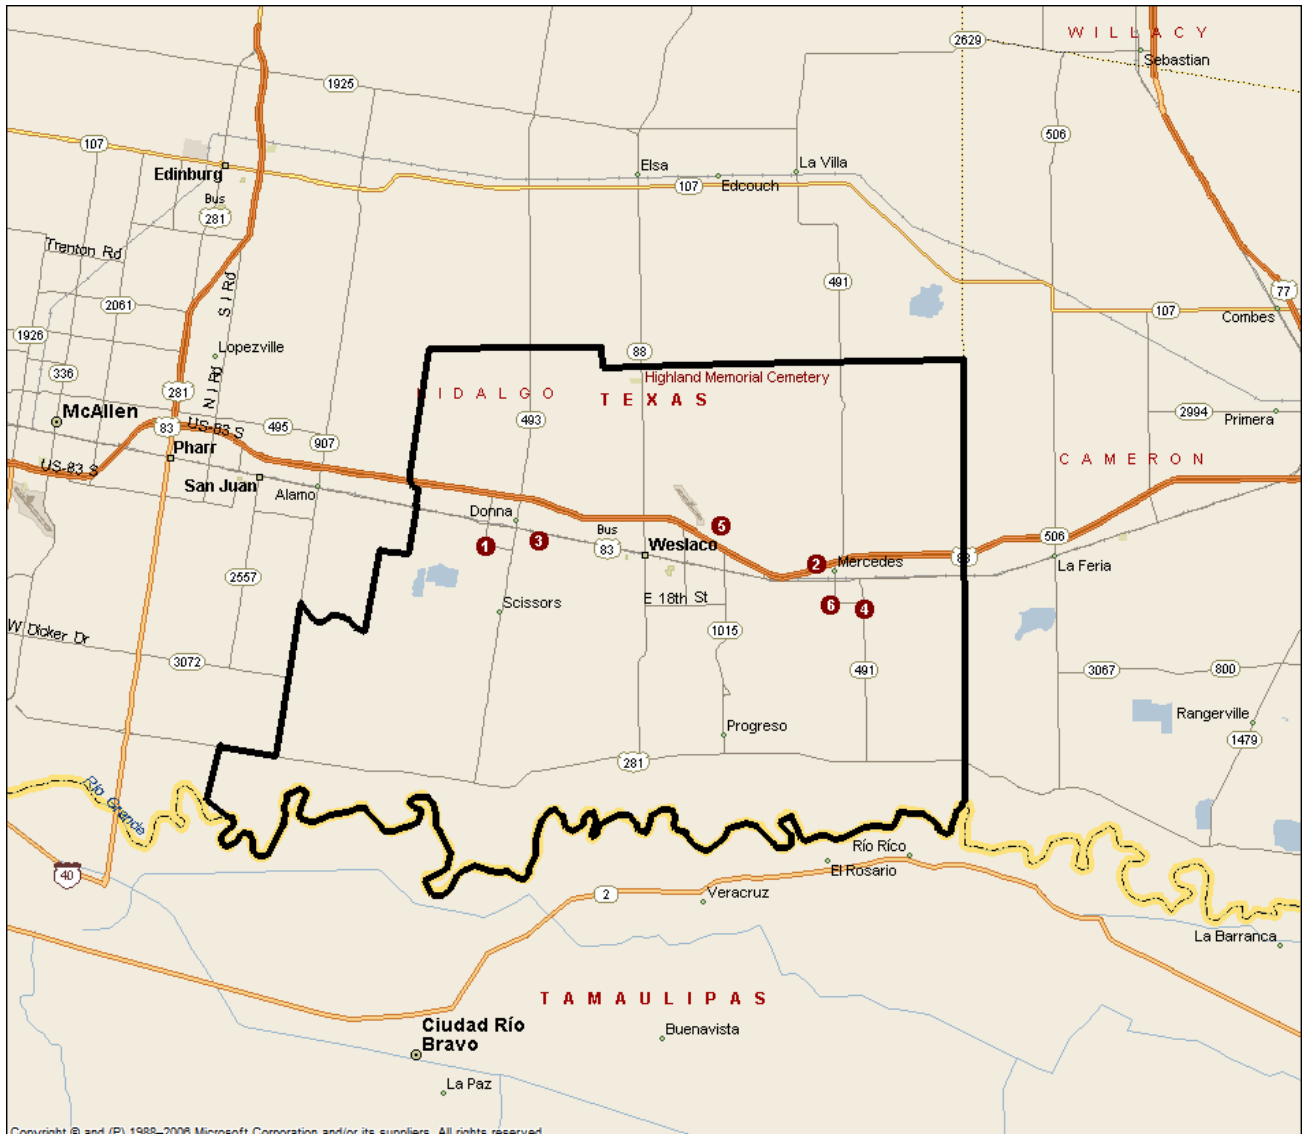 WILLACY
2629
Sebastian
1925
506
107
Elsa
La Villa
Edinburg
107
Edcouch
Bus
281
Trenton Rd
S I Rd
491
77
2061
107
Combes
1926
Lopezville
88
336
N I Rd
281
Highland Memorial Cemetery
HIDALGO
TEXAS
McAllen
493
2994
Primera
495
US-83 S
83
907
Pharr
CAMERON
US-83 S
San Juan
Alamo
Donna
5
Bus
3
83
Weslaco
1
506
83
2
Mercedes
La Feria
2557
E 18th St
6
4
Scissors
W Dicker Dr
1015
3072
491
3067
800
Rangerville
Progreso
1479
281
Río Grande
Río Ríco
40
El Rosario
2
Veracruz
La Barranca
TAMAULIPAS
Ciudad Río
Bravo
Buenavista
La Paz
Copyright © and (P) 1988–2006 Microsoft Corporation and/or its suppliers. All rights reserved.